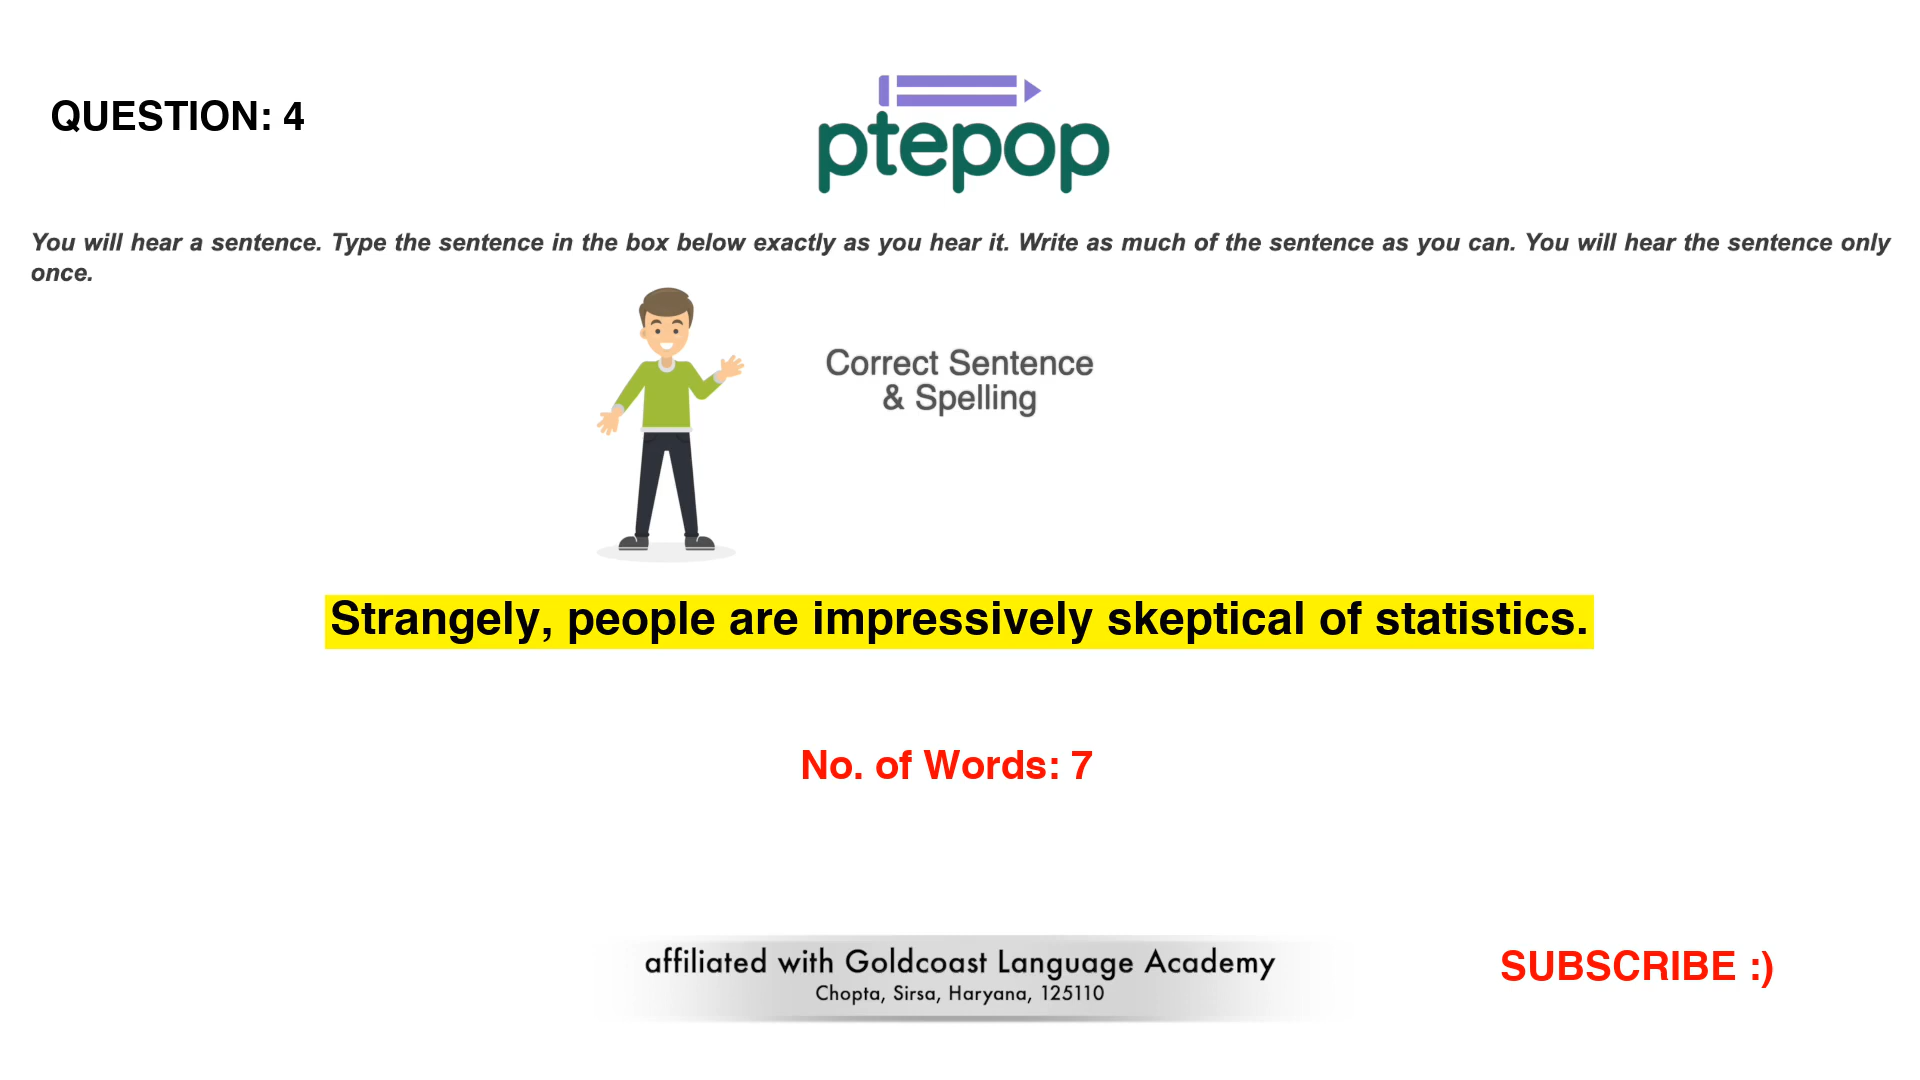 QUESTION: 4
ptepop
You will hear a sentence. Type the sentence in the box below exactly as you hear it. Write as much of the sentence as you can. You will hear the sentence only
once.
Correct Sentence
& Spelling
Strangely, people are impressively skeptical of statistics.
No. of Words: 7
affiliated with Goldcoast Language Academy
Chopta, Sirsa, Haryana, 125110
SUBSCRIBE :)